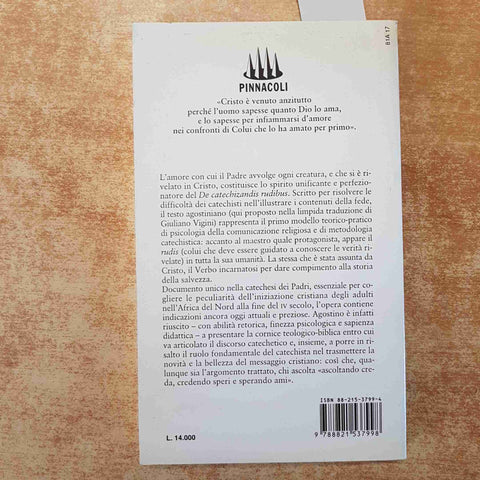 81A 17
PINNACOLI
«Cristo è venuto anzitutto
perché l'uomo sapesse quanto Dio lo ama,
e lo sapesse per infiammarsi d'amore
nei confronti di Colui che lo ha amato per primo».
L'amore con cui il Padre avvolge ogni creatura, e che si è ri-
velato in Cristo, costituisce lo spirito unificante e perfezio-
natore del De catechizandis rudibus. Scritto per risolvere le
difficoltà dei catechisti nell'illustrare i contenuti della fede,
il testo agostiniano (qui proposto nella limpida traduzione di
Giuliano Vigini) rappresenta il primo modello teorico-pratico
di psicologia della comunicazione religiosa e di metodologia
catechistica: accanto al maestro quale protagonista, appare il
rudis (colui che deve essere guidato a conoscere le verità ri-
velate) in tutta la sua umanità. La stessa che è stata assunta da
Cristo, il Verbo incarnatosi per dare compimento alla storia
della salvezza.
Documento unico nella catechesi dei Padri, essenziale per co-
gliere le peculiarità dell'iniziazione cristiana degli adulti
nell'Africa del Nord alla fine del IV secolo, l'opera contiene
indicazioni ancora oggi attuali e preziose. Agostino è infatti
riuscito – con abilità retorica, finezza psicologica e sapienza
didattica – a presentare la cornice teologico-biblica entro cui
va articolato il discorso catechetico e, insieme, a porre in ri-
salto il ruolo fondamentale del catechista nel trasmettere la
novità e la bellezza del messaggio cristiano: così che, qua-
lunque sia l'argomento trattato, chi ascolta «ascoltando cre-
da, credendo speri e sperando ami».
ISBN 88-215-3799-4
9 788821 537998
L. 14.000